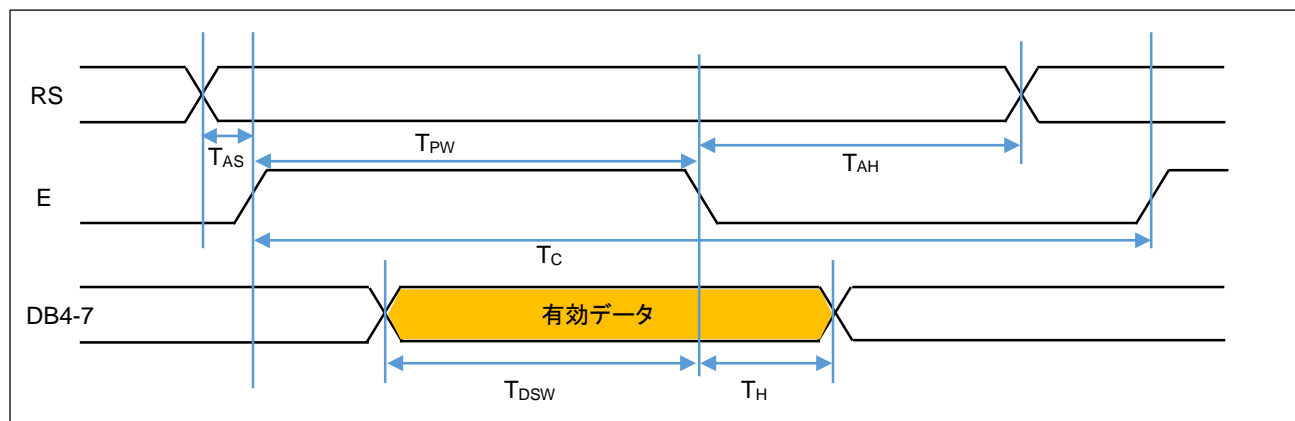 RS
TAS
TPW
TAH
E
TC
DB4-7
有効データ
TDSW
TH